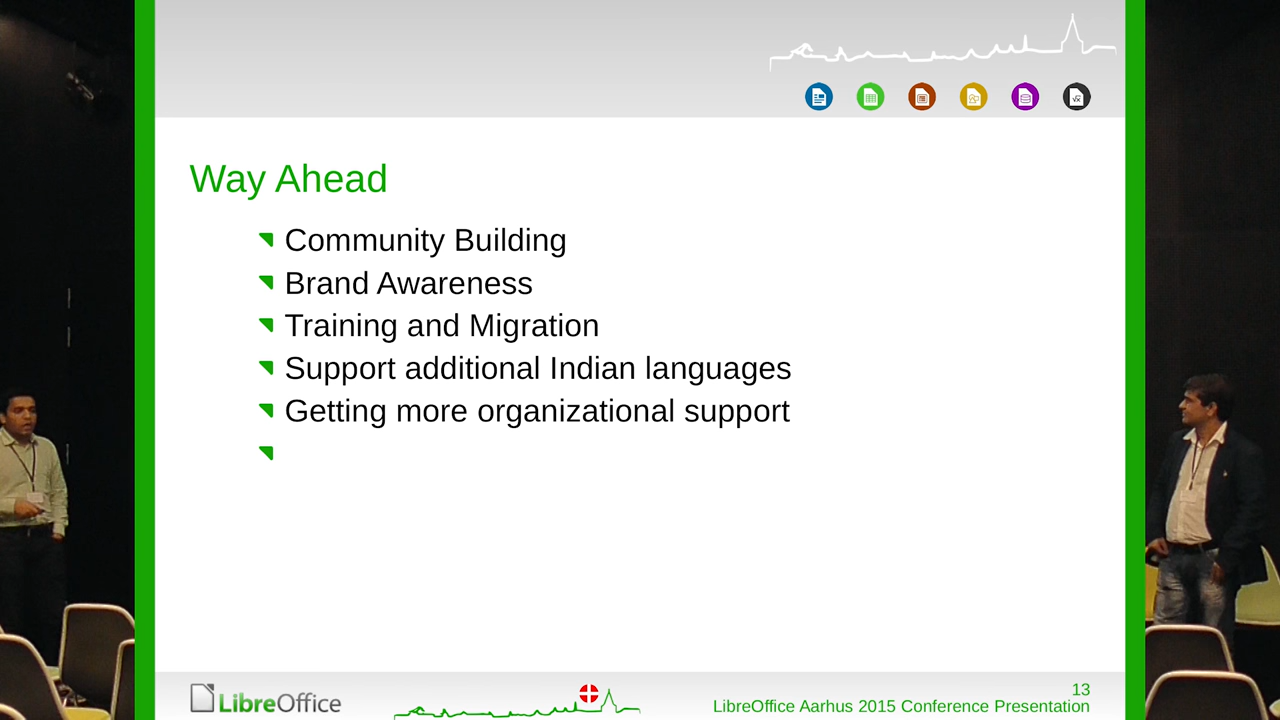 Way Ahead
Community Building
Brand Awareness
Training and Migration
Support additional Indian languages
Getting more organizational support
13
LibreOffice
LibreOffice Aarhus 2015 Conference Presentation